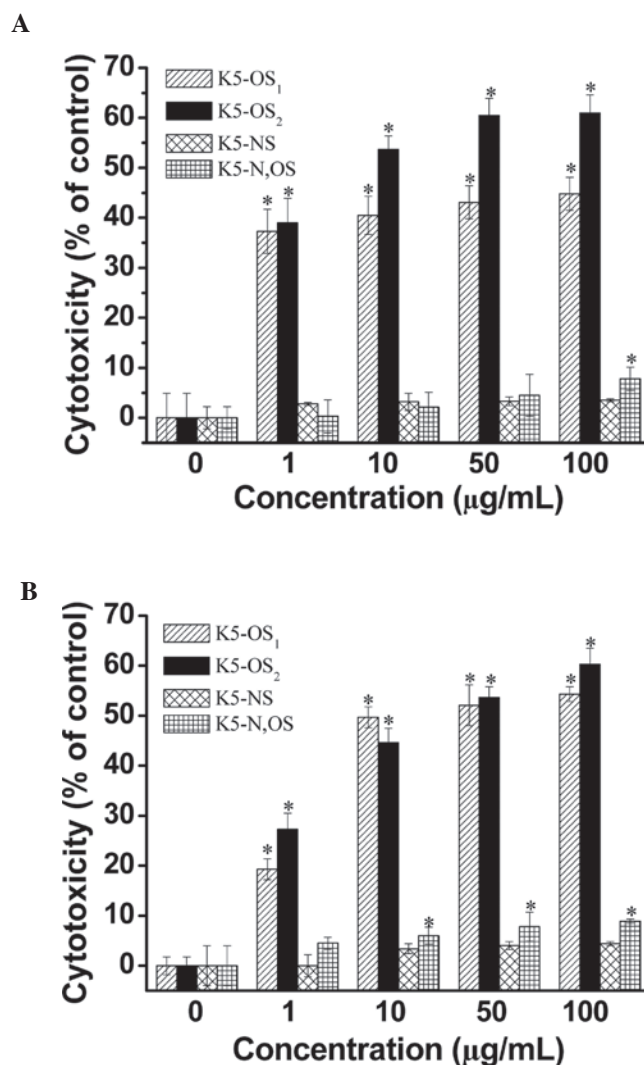 A
70
60
50
40
30
20
10
0
Cytotoxicity (% of control)
K5-OS₁
K5-OS₂
K5-NS
K5-N,OS
* *
* *
* *
* * *
0 1 10 50 100
Concentration (μg/mL)
B
70
60
50
40
30
20
10
0
Cytotoxicity (% of control)
K5-OS₁
K5-OS₂
K5-NS
K5-N,OS
* *
* * *
* * *
* * *
0 1 10 50 100
Concentration (μg/mL)